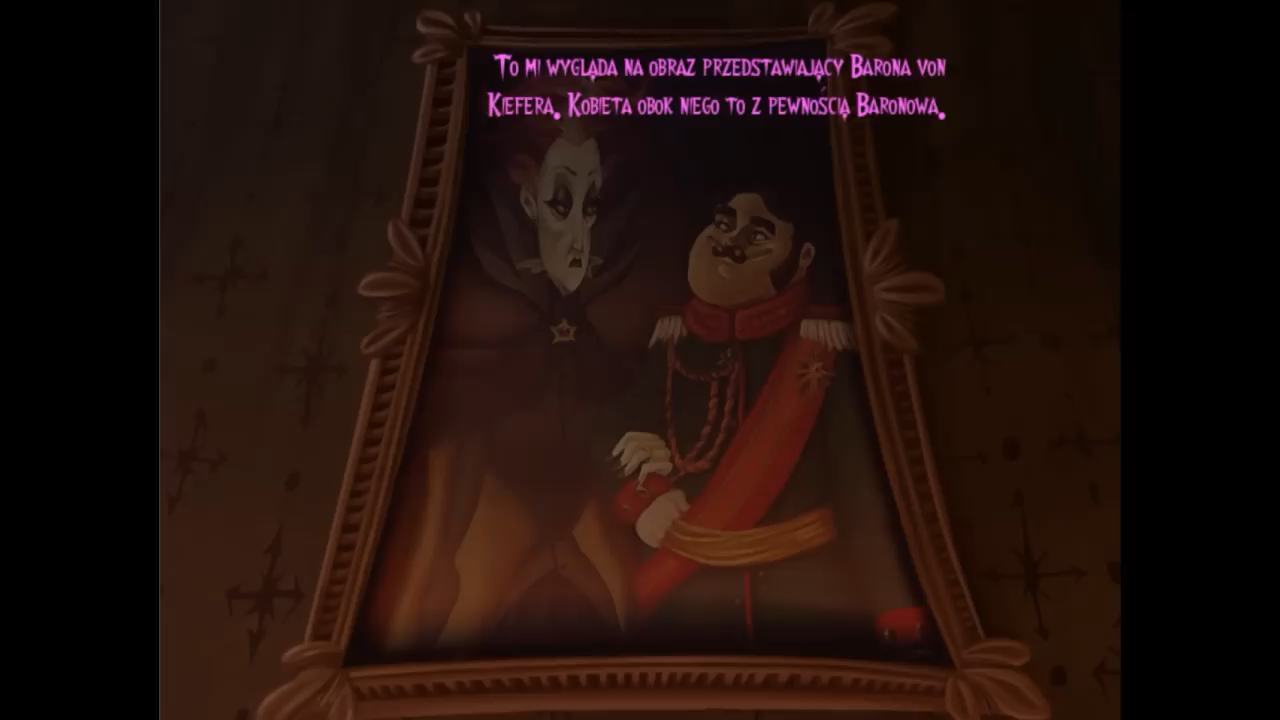 To mi wygląda na obraz przedstawiający Barona von
Kiefera. Kobieta obok niego to z pewnością Baronowa.